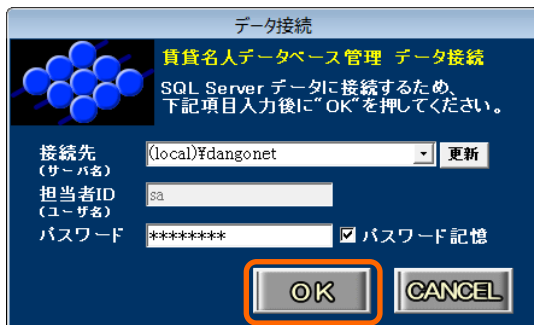 データ接続
賃貸名人データベース管理 データ接続
SQL Server データに接続するため、
下記項目入力後に"OK"を押してください。
接続先
(サーバ名)
(local)¥dangonet
更新
担当者ID
(ユーザ名)
sa
パスワード
********
パスワード記憶
OK
CANCEL